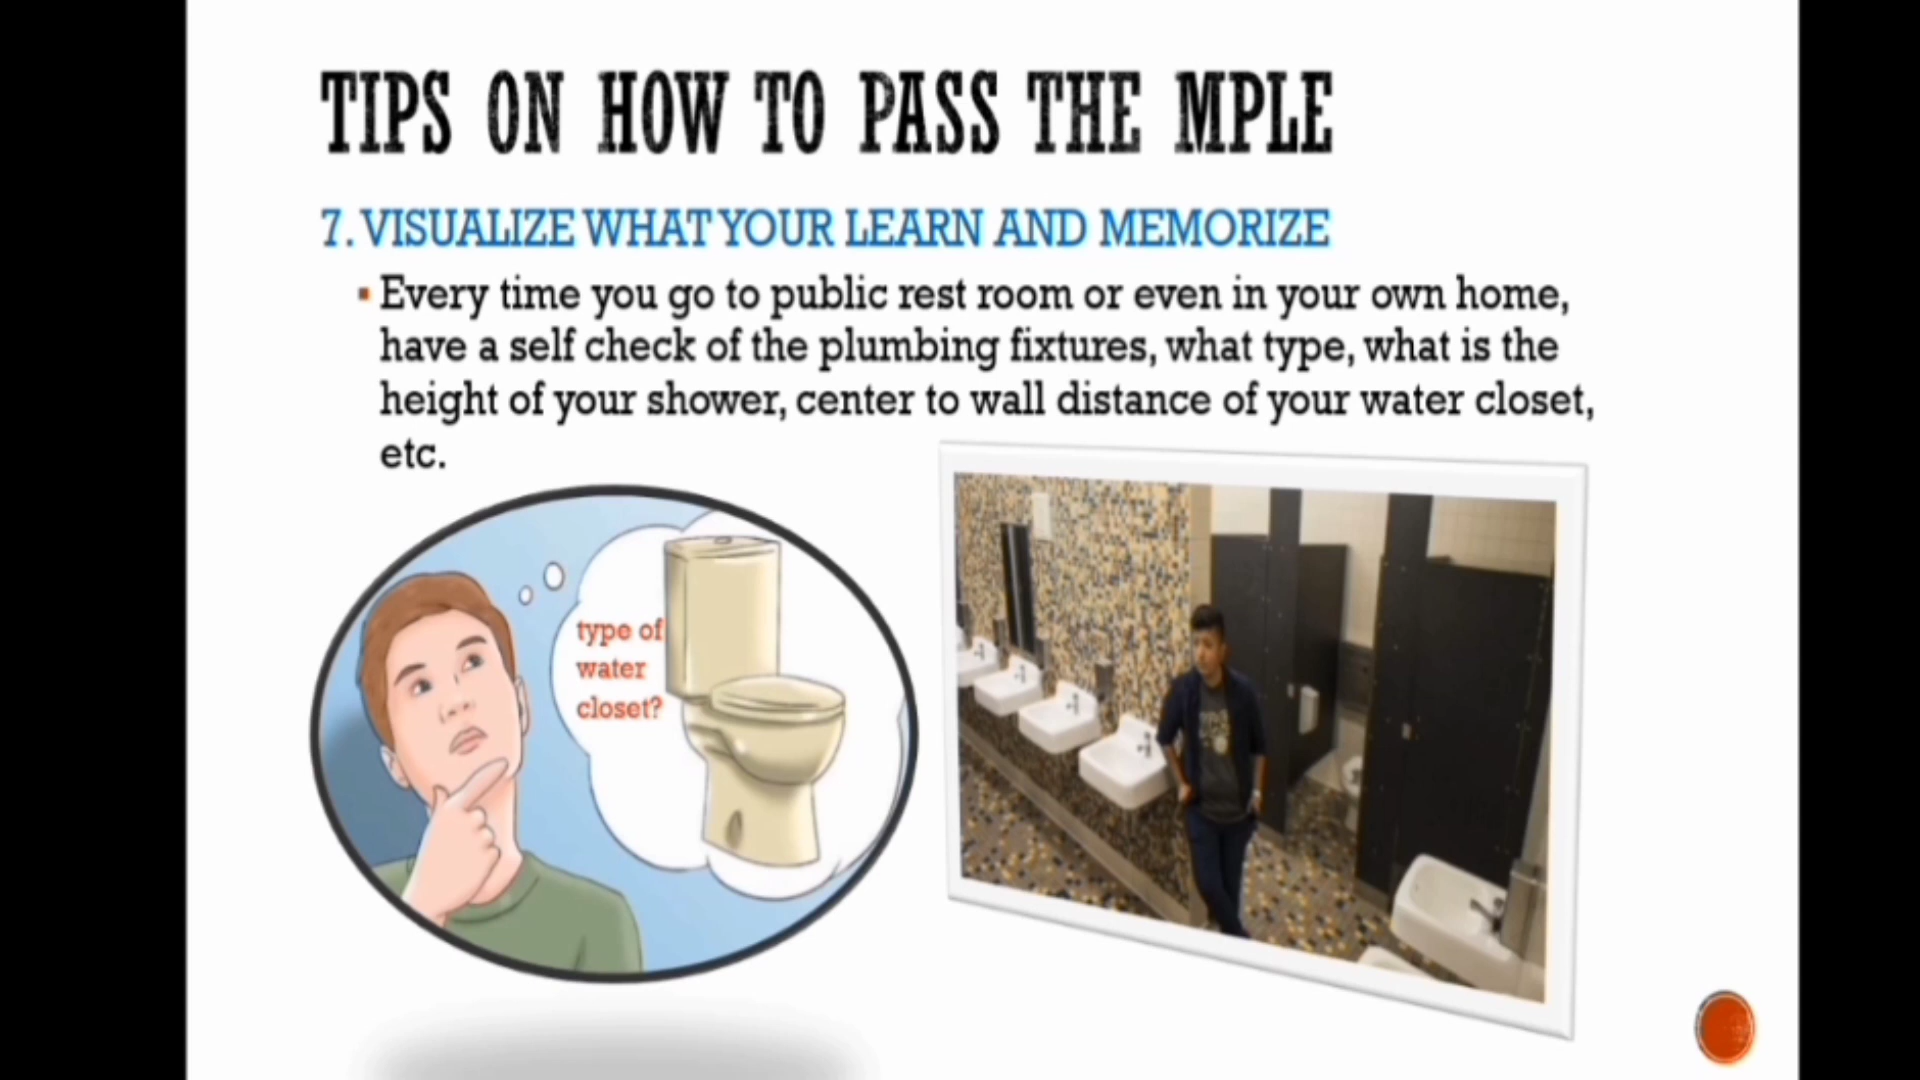 TIPS ON HOW TO PASS THE MPLE
7. VISUALIZE WHAT YOUR LEARN AND MEMORIZE
▪ Every time you go to public rest room or even in your own home,
have a self check of the plumbing fixtures, what type, what is the
height of your shower, center to wall distance of your water closet,
etc.
type of
water
closet?